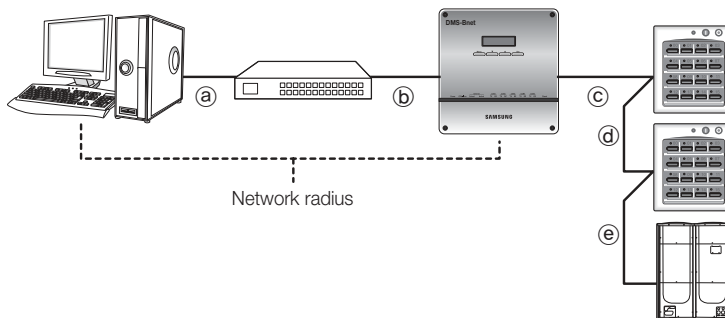 DMS-Bnet
SAMSUNG
ⓐ
ⓑ
ⓒ
ⓓ
ⓔ
Network radius